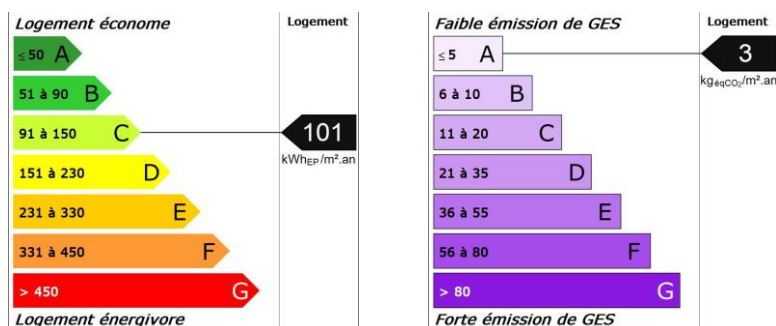 Logement économe
Logement
≤ 50 A
51 à 90 B
91 à 150 C
101
kWhEP/m².an
151 à 230 D
231 à 330 E
331 à 450 F
> 450 G
Logement énergivore
Faible émission de GES
Logement
≤ 5 A
3
kgéqCO2/m².an
6 à 10 B
11 à 20 C
21 à 35 D
36 à 55 E
56 à 80 F
> 80 G
Forte émission de GES